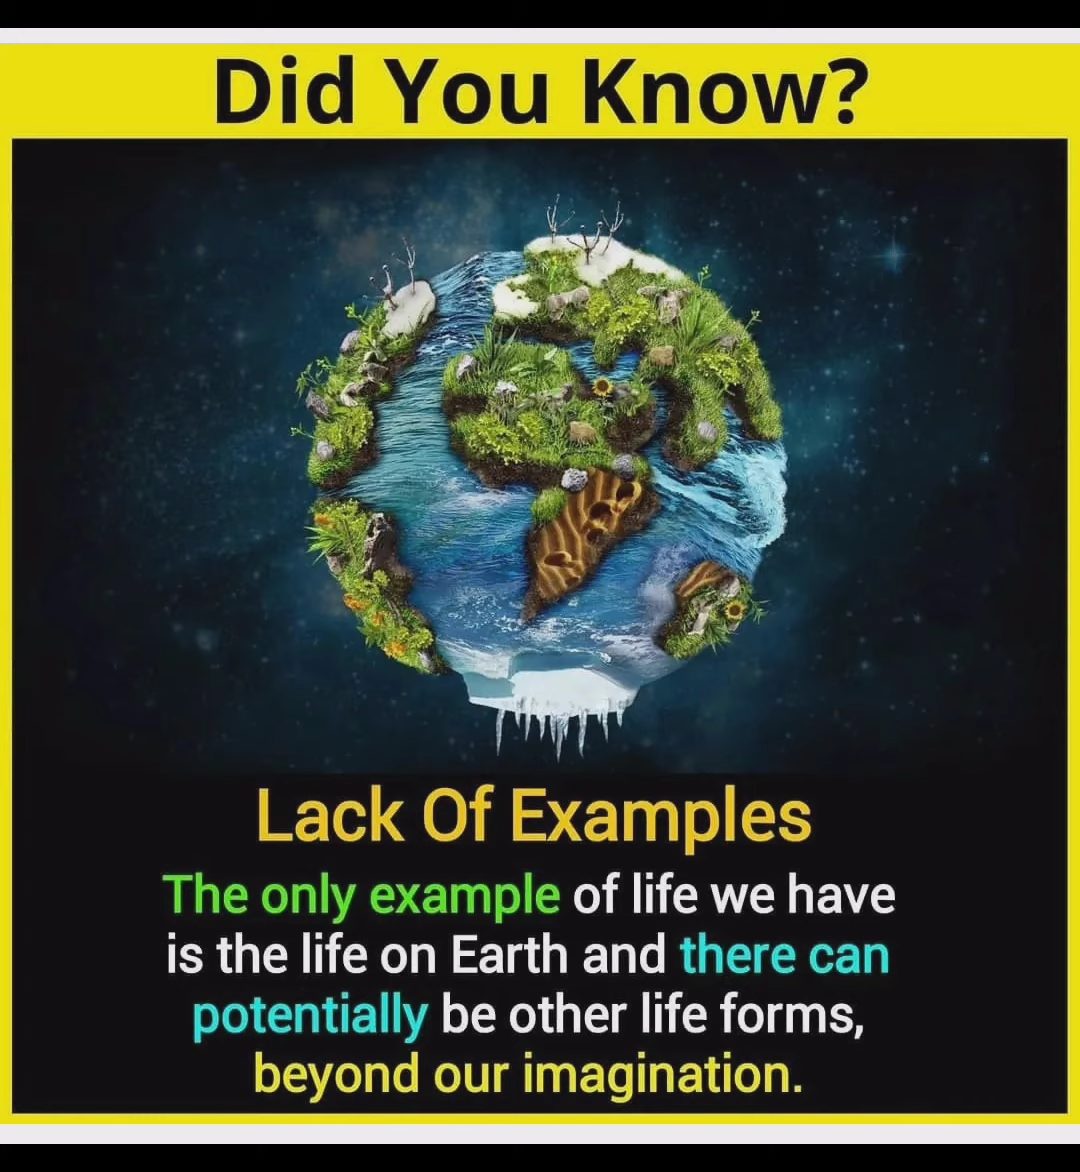 Did You Know?
Lack Of Examples
The only example of life we have
is the life on Earth and there can
potentially be other life forms,
beyond our imagination.